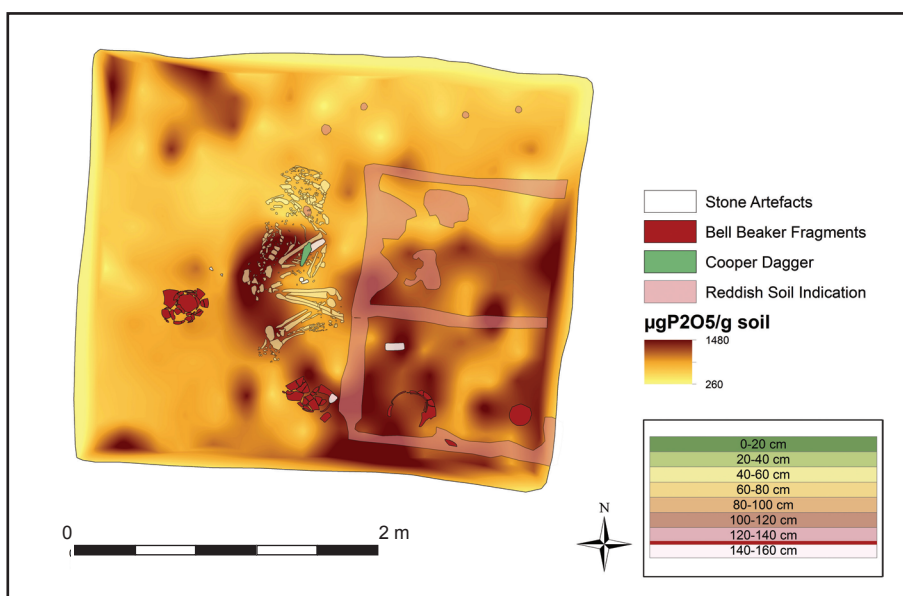 Stone Artefacts
Bell Beaker Fragments
Cooper Dagger
Reddish Soil Indication
µgP2O5/g soil
1480
260
0-20 cm
20-40 cm
40-60 cm
60-80 cm
80-100 cm
100-120 cm
120-140 cm
140-160 cm
N
0 2 m